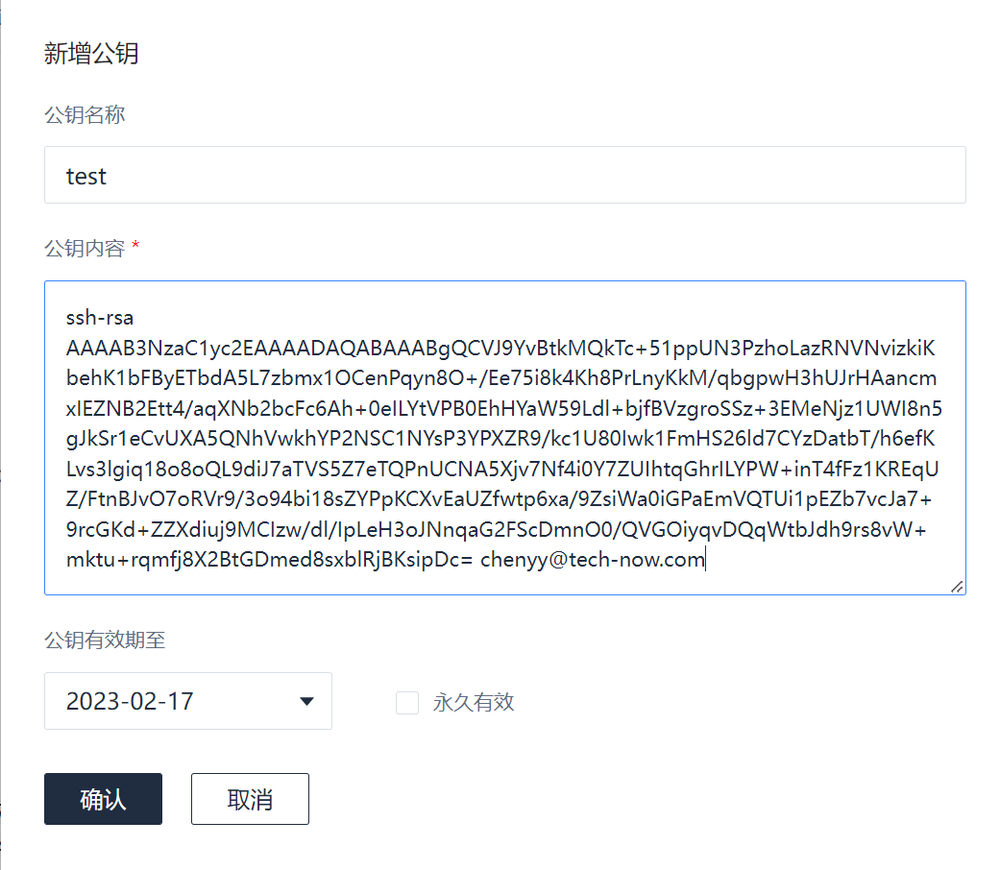 新增公钥
公钥名称
test
公钥内容 *
ssh-rsa
AAAAB3NzaC1yc2EAAAADAQABAAABgQCVJ9YvBtkMQkTc+51ppUN3PzhoLazRNVNvizkiK
behK1bFByETbdA5L7zbmx1OCenPqyn8O+/Ee75i8k4Kh8PrLnyKkM/qbgpwH3hUJrHAancm
xIEZNB2Ett4/aqXNb2bcFc6Ah+0eILYtVPB0EhHYaW59Ldl+bjfBVzgroSSz+3EMeNjz1UWI8n5
gJkSr1eCvUXA5QNhVwkhYP2NSC1NYsP3YPXZR9/kc1U80Iwk1FmHS26ld7CYzDatbT/h6efK
Lvs3lgiq18o8oQL9diJ7aTVS5Z7eTQPnUCNA5Xjv7Nf4i0Y7ZUIhtqGhrILYPW+inT4fFz1KREqU
Z/FtnBJvO7oRVr9/3o94bi18sZYPpKCXvEaUZfwtp6xa/9ZsiWa0iGPaEmVQTUi1pEZb7vcJa7+
9rcGKd+ZZXdiuj9MCIzw/dl/IpLeH3oJNnqaG2FScDmnO0/QVGOiyqvDQqWtbJdh9rs8vW+
mktu+rqmfj8X2BtGDmed8sxblRjBKsipDc= chenyy@tech-now.com
公钥有效期至
2023-02-17
永久有效
确认
取消